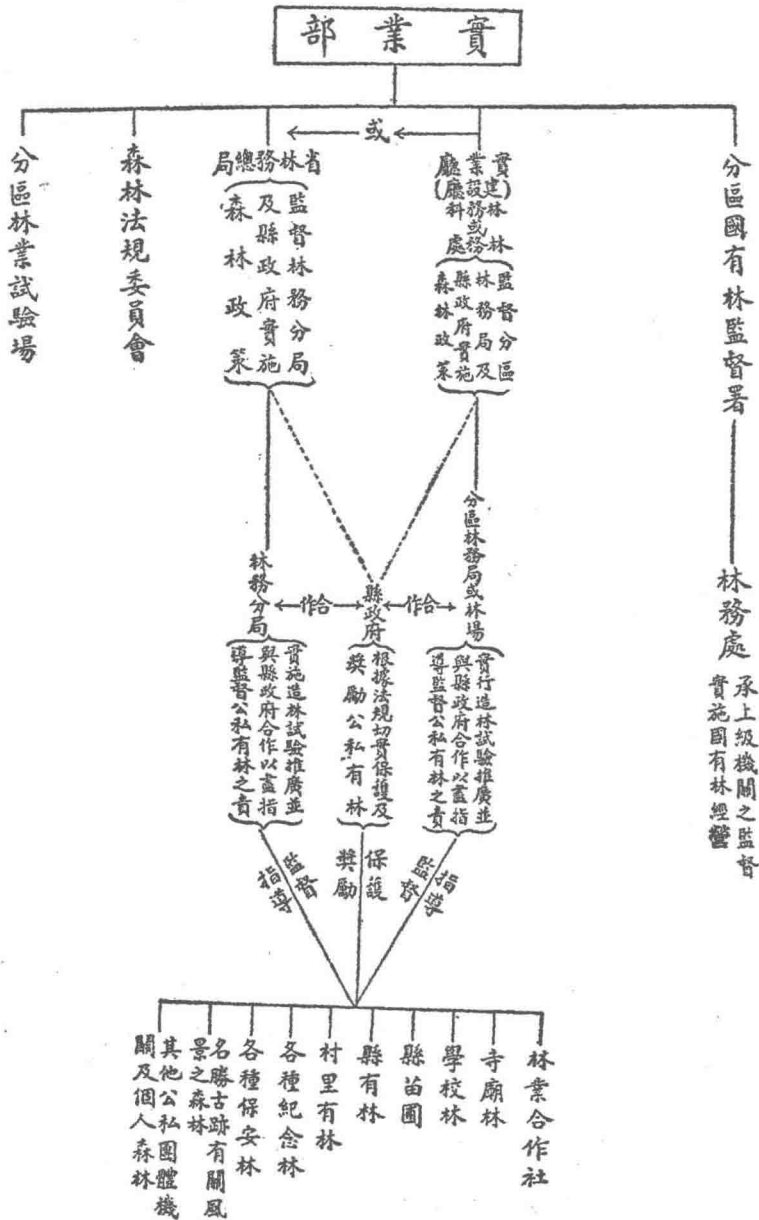 實業部
或
分區國有林監督署
實業廳
(建設廳)
林務科
或
林務處
監督分區
林務局及
縣政府實施
森林政策
省林務總局
監督林務分局
及縣政府實施
森林政策
森林法規委員會
分區林業試驗場
林務處
承上級機關之監督
實施國有林經營
分區林務局或林場
實行造林試驗推廣並
與縣政府合作以盡指
導監督公私有林之責
合作
縣政府
根據法規切實保護及
獎勵公私有林
合作
林務分局
實施造林試驗推廣並
與縣政府合作以盡指
導監督公私有林之責
指導
監督
保護
獎勵
監督
指導
林業合作社
寺廟林
學校林
縣苗圃
縣有林
村里有林
各種紀念林
各種保安林
名勝古跡有關風
景之森林
其他公私團體機
關及個人森林